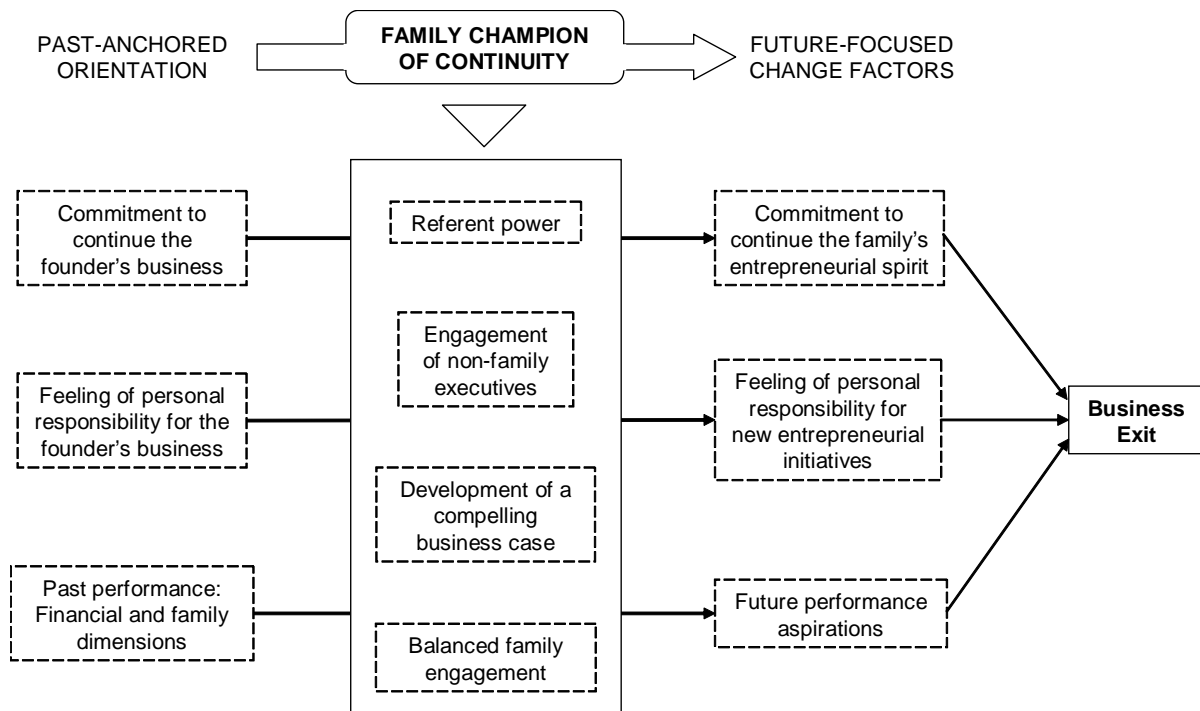 PAST-ANCHORED
ORIENTATION
FAMILY CHAMPION
OF CONTINUITY
FUTURE-FOCUSED
CHANGE FACTORS
Commitment to
continue the
founder’s business
Feeling of personal
responsibility for the
founder’s business
Past performance:
Financial and family
dimensions
Referent power
Engagement
of non-family
executives
Development of a
compelling
business case
Balanced family
engagement
Commitment to
continue the family’s
entrepreneurial spirit
Feeling of personal
responsibility for
new entrepreneurial
initiatives
Future performance
aspirations
Business
Exit